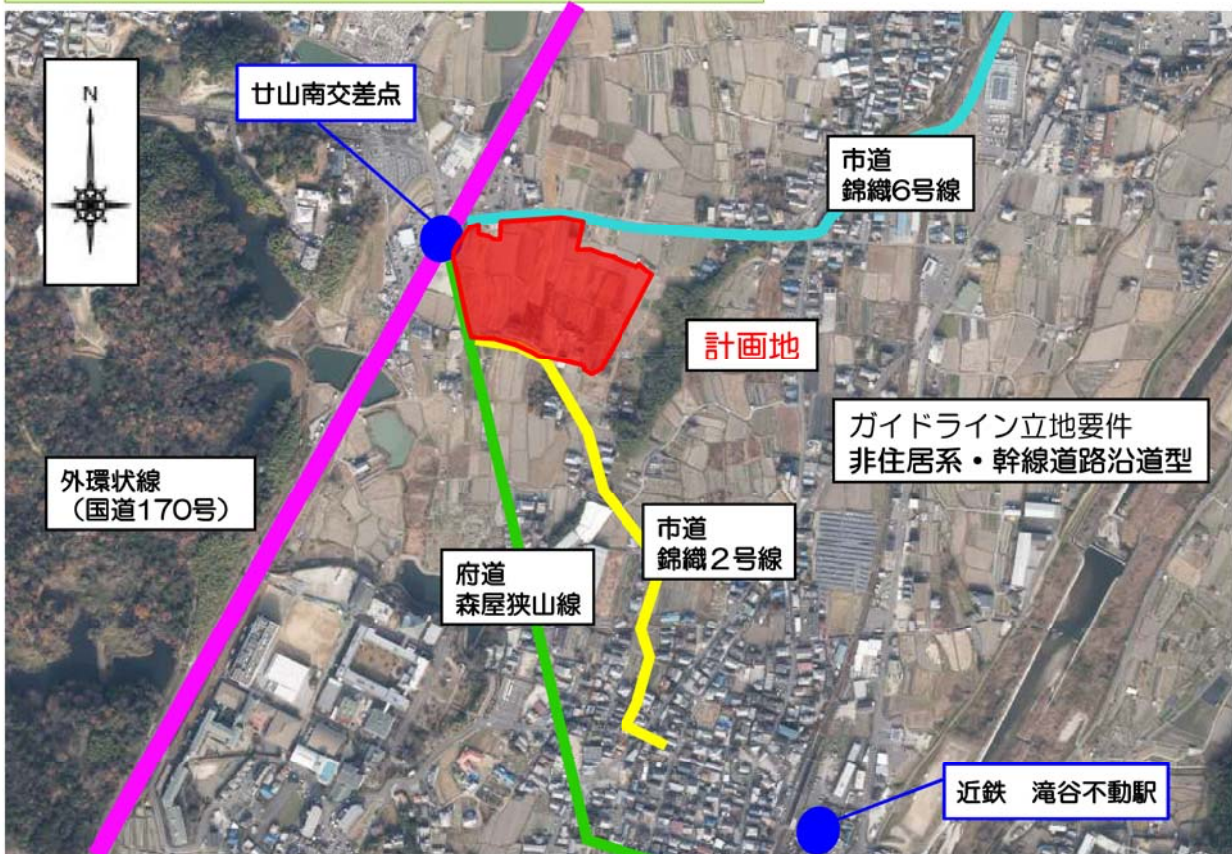 N
廿山南交差点
市道
錦織6号線
計画地
ガイドライン立地要件
非住居系・幹線道路沿道型
外環状線
（国道170号）
市道
錦織２号線
府道
森屋狭山線
近鉄　滝谷不動駅